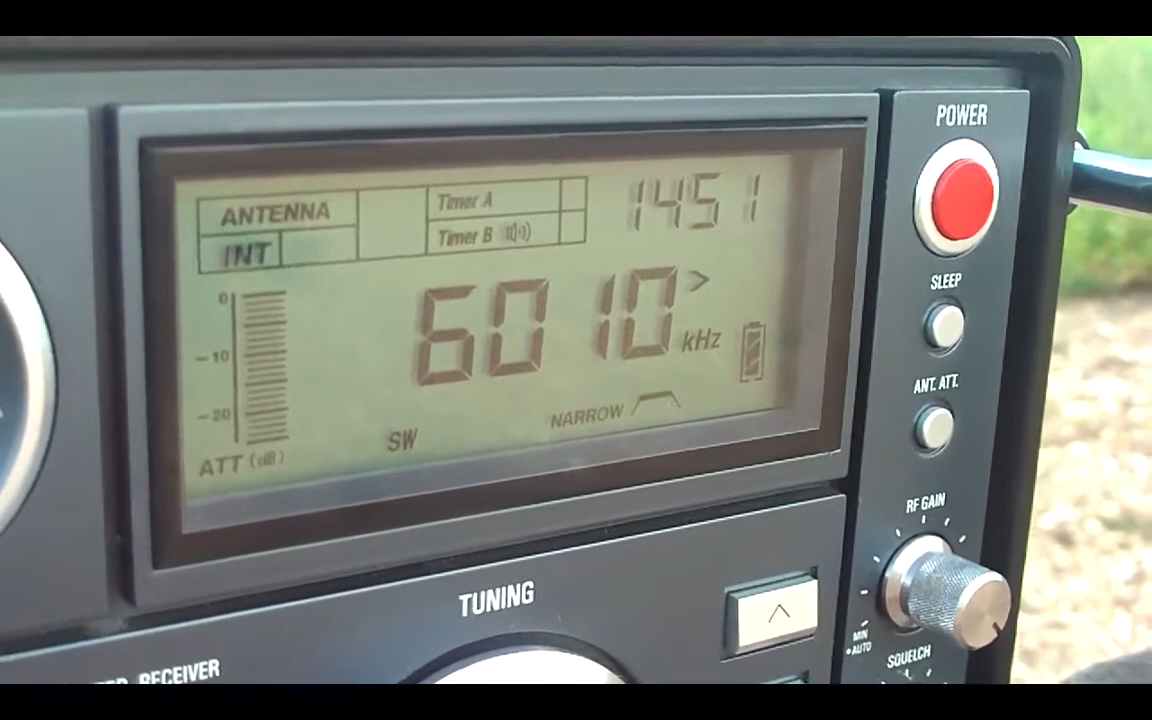 POWER
ANTENNA
INT
Timer A
Timer B
1451
SLEEP
0
-10
-20
ATT (dB)
6010 kHz
SW
NARROW
ANT. ATT.
RF GAIN
TUNING
MIN
AUTO
SQUELCH
RECEIVER